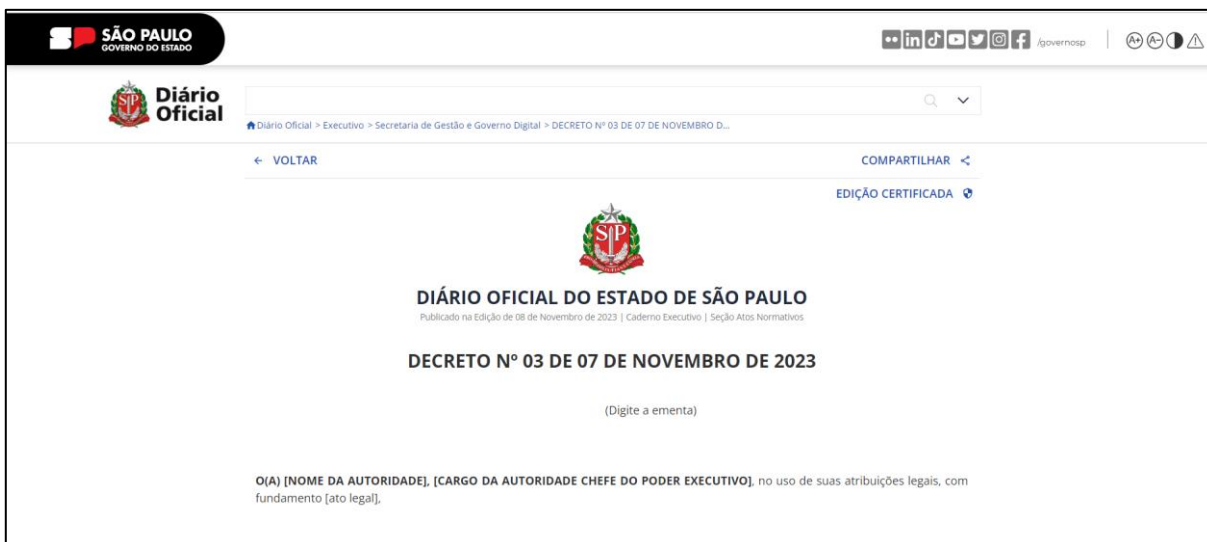 SÃO PAULO
GOVERNO DO ESTADO
/governosp
A+ A-
Diário
Oficial
Diário Oficial > Executivo > Secretaria de Gestão e Governo Digital > DECRETO Nº 03 DE 07 DE NOVEMBRO D...
VOLTAR
COMPARTILHAR
EDIÇÃO CERTIFICADA
DIÁRIO OFICIAL DO ESTADO DE SÃO PAULO
Publicado na Edição de 08 de Novembro de 2023 | Caderno Executivo | Seção Atos Normativos
DECRETO Nº 03 DE 07 DE NOVEMBRO DE 2023
(Digite a ementa)
O(A) [NOME DA AUTORIDADE], [CARGO DA AUTORIDADE CHEFE DO PODER EXECUTIVO], no uso de suas atribuições legais, com
fundamento [ato legal],